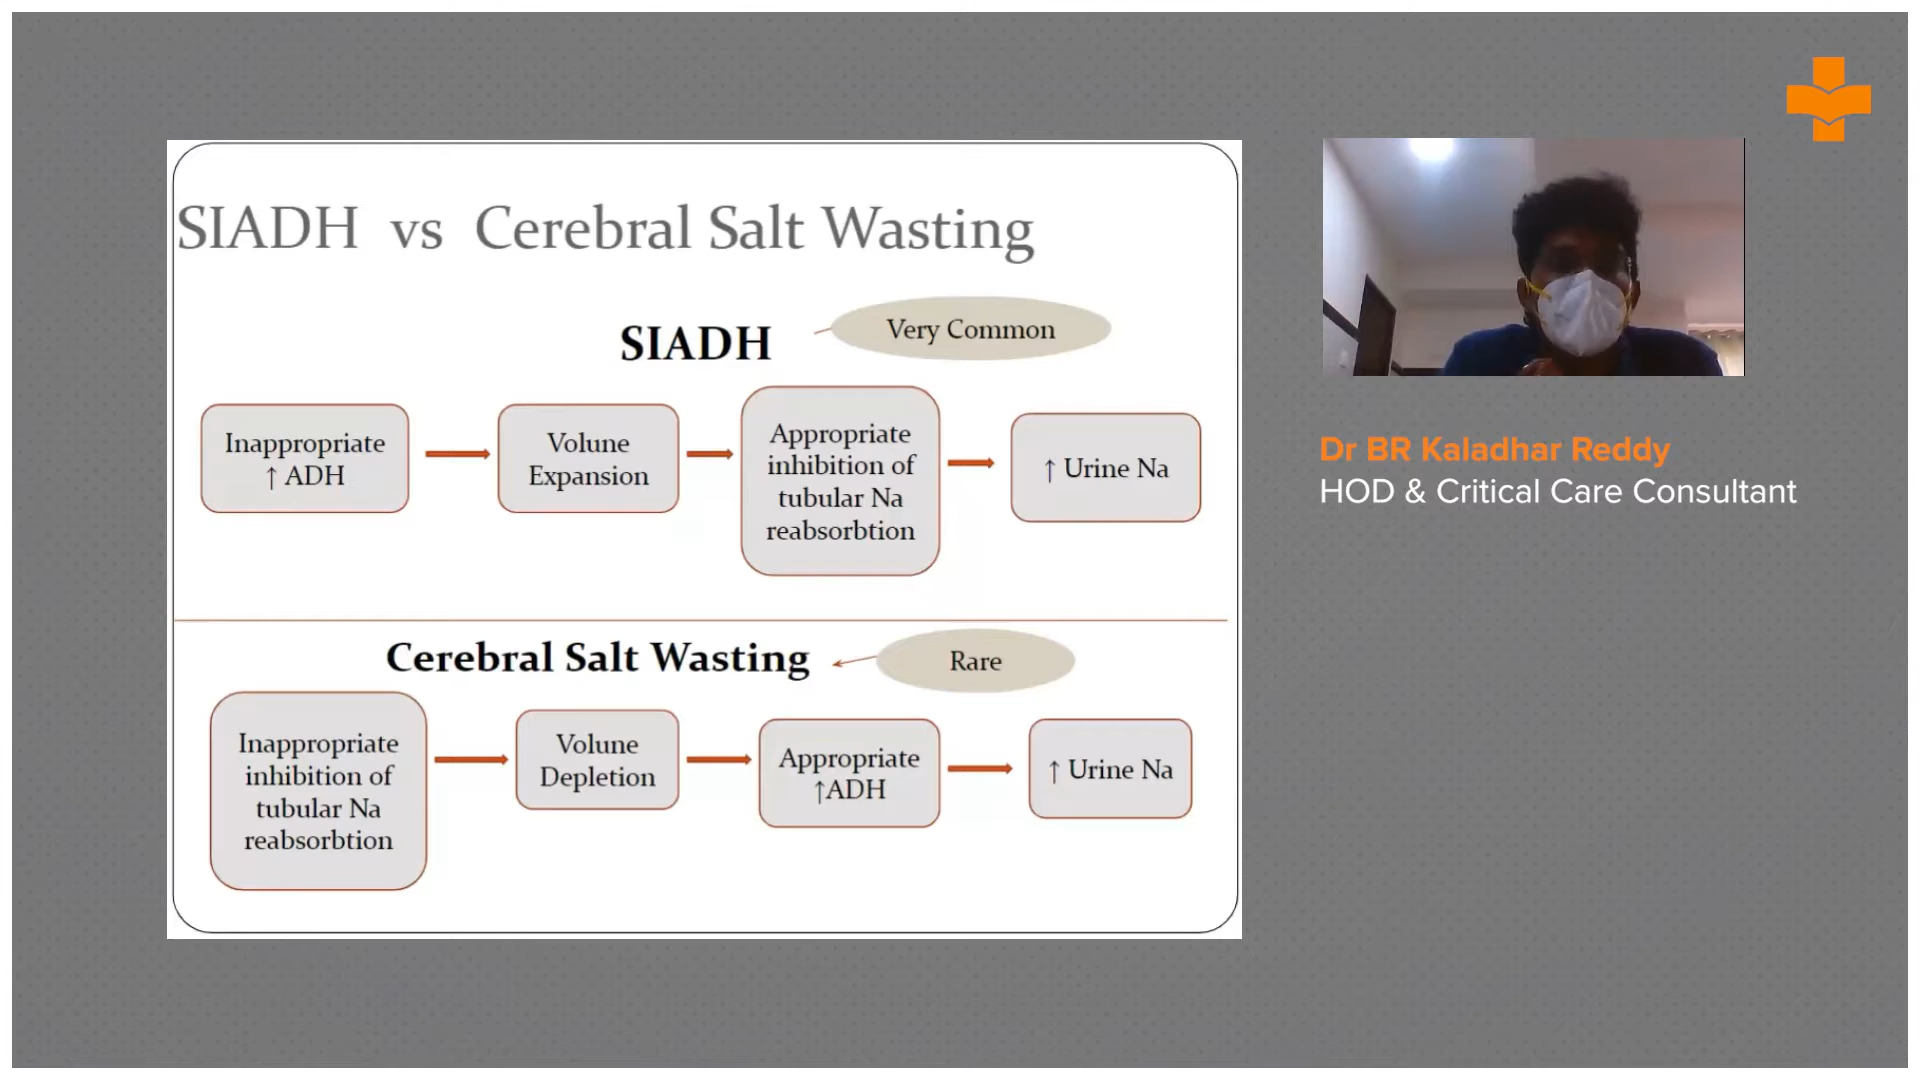 SIADH vs Cerebral Salt Wasting
SIADH
Very Common
Inappropriate
↑ ADH
Volune
Expansion
Appropriate
inhibition of
tubular Na
reabsorbtion
↑ Urine Na
Cerebral Salt Wasting
Rare
Inappropriate
inhibition of
tubular Na
reabsorbtion
Volune
Depletion
Appropriate
↑ADH
↑ Urine Na
Dr BR Kaladhar Reddy
HOD & Critical Care Consultant